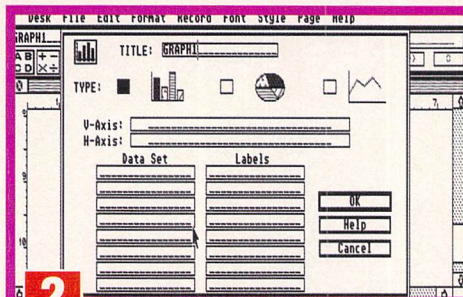 Desk File Edit Format Record Font Style Page Help
GRAPH1
TITLE: GRAPH1
TYPE:
V-Axis:
H-Axis:
Data Set Labels
OK
Help
Cancel
2